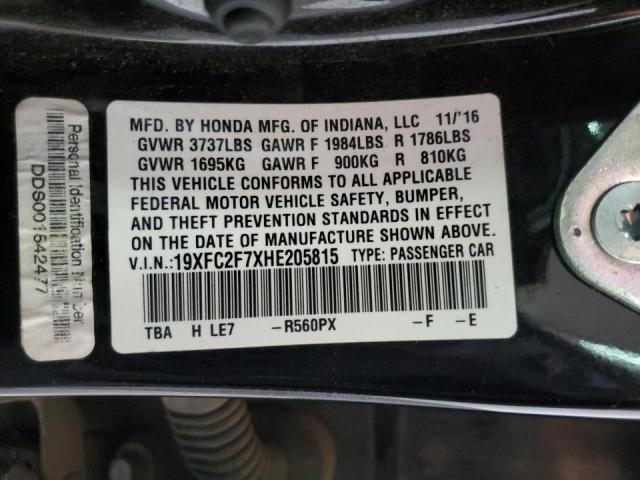 MFD. BY HONDA MFG. OF INDIANA, LLC 11/'16
GVWR 3737LBS GAWR F 1984LBS R 1786LBS
GVWR 1695KG GAWR F 900KG R 810KG
THIS VEHICLE CONFORMS TO ALL APPLICABLE
FEDERAL MOTOR VEHICLE SAFETY, BUMPER,
AND THEFT PREVENTION STANDARDS IN EFFECT
ON THE DATE OF MANUFACTURE SHOWN ABOVE.
V.I.N.:19XFC2F7XHE205815 TYPE: PASSENGER CAR
TBA H LE7 –R560PX –F –E
Personal Identification Number
DDS001542477